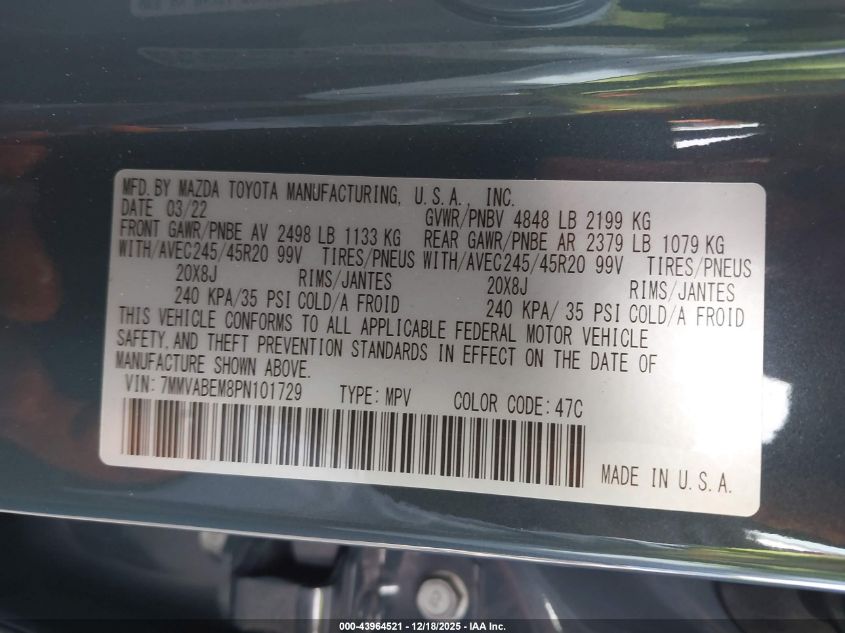 MFD. BY MAZDA TOYOTA MANUFACTURING, U.S.A., INC.
DATE 03/22 GVWR/PNBV 4848 LB 2199 KG
FRONT GAWR/PNBE AV 2498 LB 1133 KG REAR GAWR/PNBE AR 2379 LB 1079 KG
WITH/AVEC245/45R20 99V TIRES/PNEUS WITH/AVEC245/45R20 99V TIRES/PNEUS
20X8J RIMS/JANTES 20X8J RIMS/JANTES
240 KPA/35 PSI COLD/A FROID 240 KPA/ 35 PSI COLD/A FROID
THIS VEHICLE CONFORMS TO ALL APPLICABLE FEDERAL MOTOR VEHICLE
SAFETY, AND THEFT PREVENTION STANDARDS IN EFFECT ON THE DATE OF
MANUFACTURE SHOWN ABOVE.
VIN: 7MMVABEM8PN101729 TYPE: MPV COLOR CODE: 47C
MADE IN U.S.A.
000-43964521 - 12/18/2025 - IAA Inc.